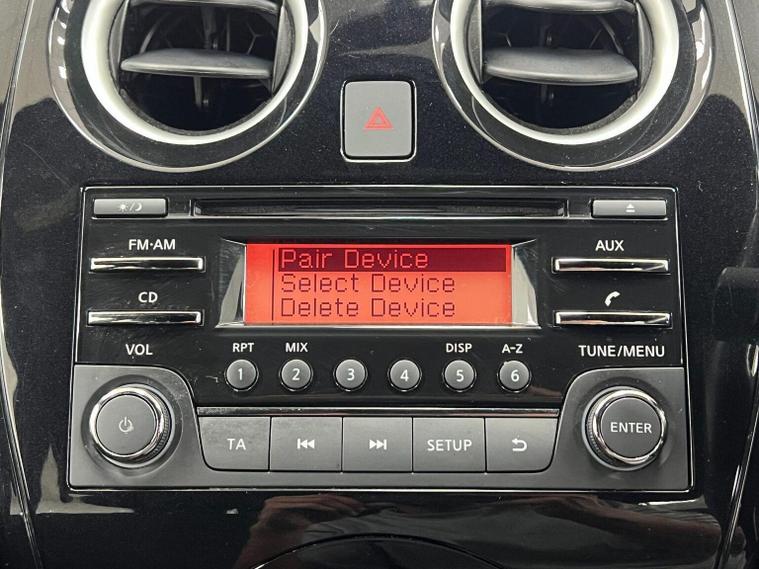 FM·AM
AUX
Pair Device
Select Device
Delete Device
CD
VOL
RPT
MIX
DISP
A-Z
TUNE/MENU
1
2
3
4
5
6
TA
SETUP
ENTER